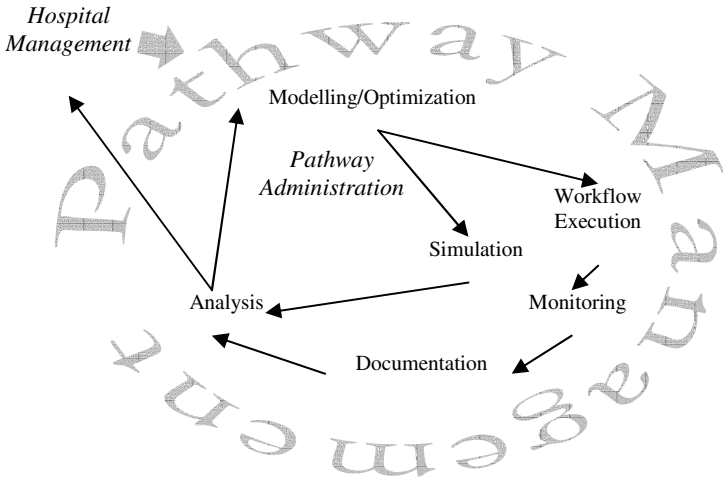 Hospital
Management
Pathway Management
Modelling/Optimization
Pathway
Administration
Workflow
Execution
Simulation
Analysis
Monitoring
Documentation